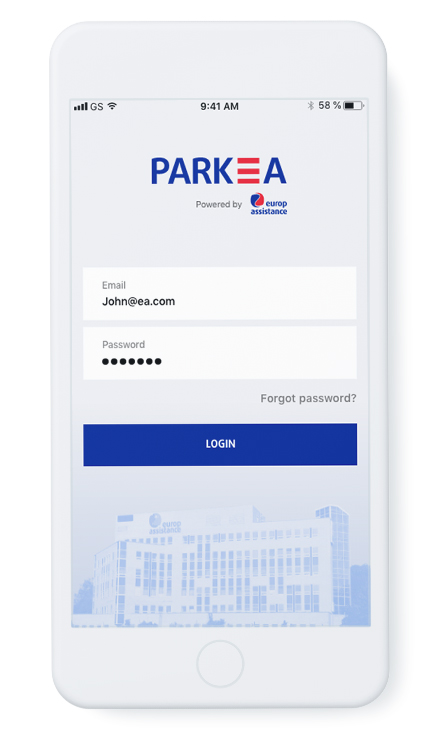 GS 9:41 AM 58 %
PARKEA
Powered by europ
assistance
Email
John@ea.com
Password
•••••••
Forgot password?
LOGIN
europ
assistance